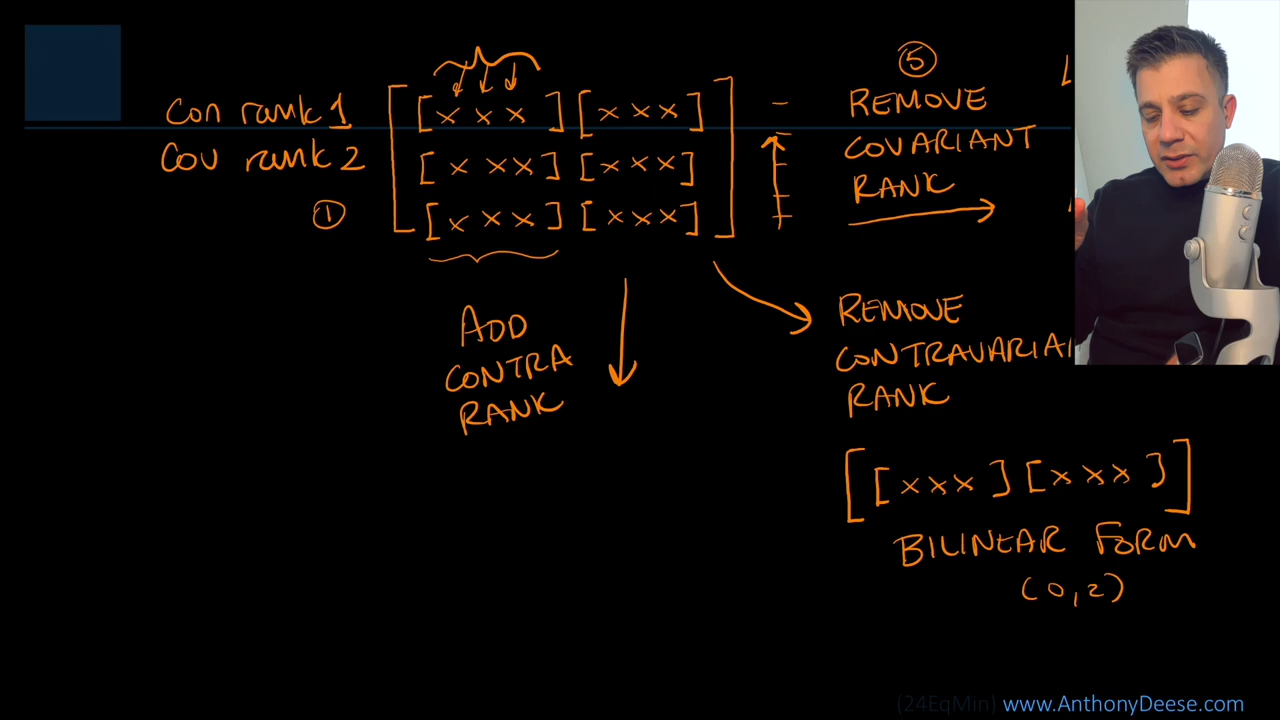 Con rank 1
Cov rank 2
①
[ [ x x x ] [ x x x ]
[ x x x ] [ x x x ]
[ x x x ] [ x x x ] ]
⑤
REMOVE
COVARIANT
RANK
ADD
CONTRA
RANK
REMOVE
CONTRAVARIA
RANK
[ [ x x x ] [ x x x ] ]
BILINEAR FORM
(0,2)
(24EqMin) www.AnthonyDeese.com